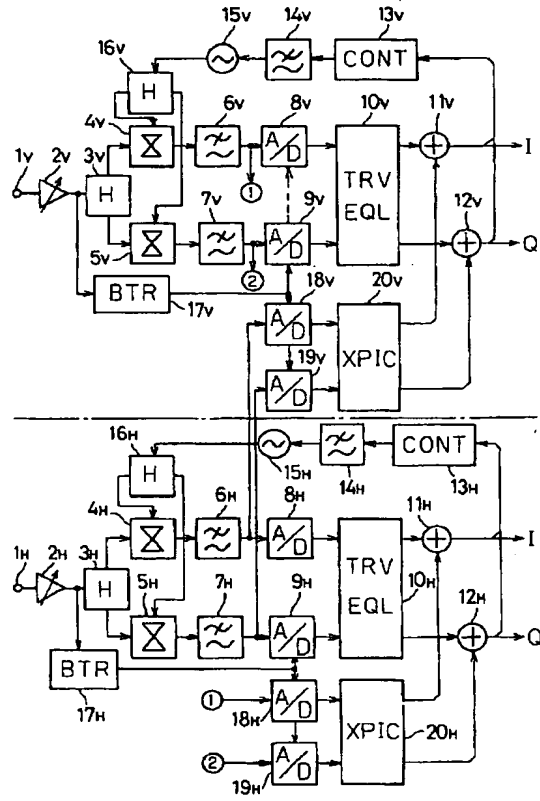 15V 14V 13V
16V
H CONT
4V 6V 8V 10V 11V
1V 2V 3V A/D + I
H ① TRV EQL 12V
7V 9V
A/D + Q
5V ② 18V 20V
BTR A/D XPIC
17V 19V
A/D
16H
H CONT
15H 14H 13H
4H 6H 8H 11H
1H 2H 3H A/D + I
H TRV EQL
5H 7H 9H 10H 12H
A/D + Q
BTR ① A/D
17H 18H XPIC
② A/D 20H
19H